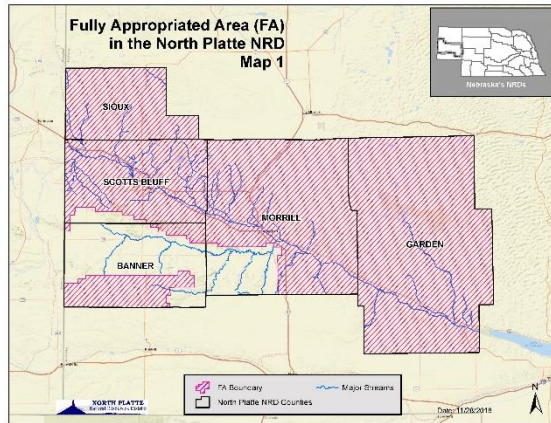 Fully Appropriated Area (FA)
in the North Platte NRD
Map 1
Nebraska's NRDs
SIOUX
SCOTTS BLUFF
MORRILL
GARDEN
BANNER
FA Boundary
Major Streams
North Platte NRD Counties
NORTH PLATTE
N